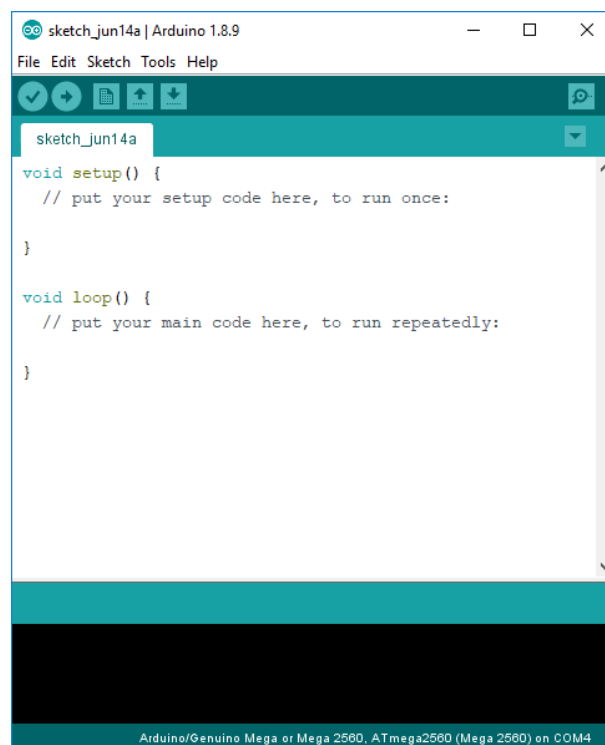 sketch_jun14a | Arduino 1.8.9
File Edit Sketch Tools Help
sketch_jun14a
void setup() {
  // put your setup code here, to run once:
}
void loop() {
  // put your main code here, to run repeatedly:
}
Arduino/Genuino Mega or Mega 2560, ATmega2560 (Mega 2560) on COM4